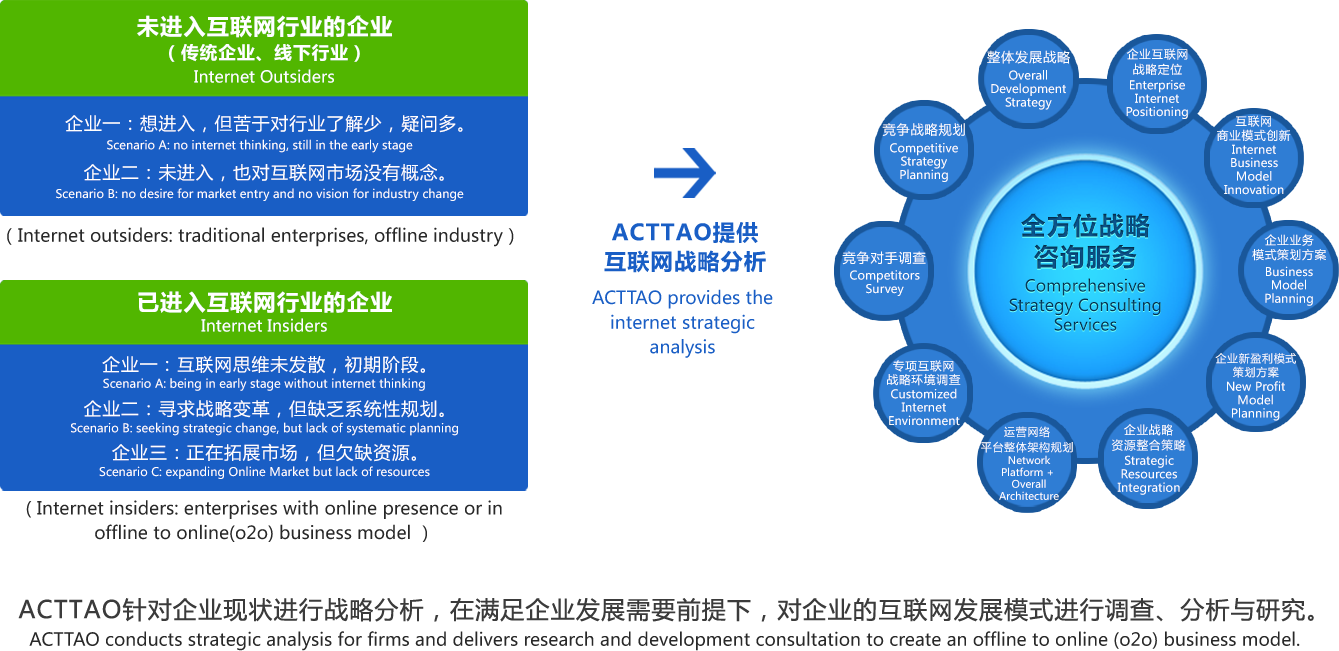 未进入互联网行业的企业
（传统企业、线下行业）
Internet Outsiders
企业一：想进入，但苦于对行业了解少，疑问多。
Scenario A: no internet thinking, still in the early stage
企业二：未进入，也对互联网市场没有概念。
Scenario B: no desire for market entry and no vision for industry change
( Internet outsiders: traditional enterprises, offline industry )
已进入互联网行业的企业
Internet Insiders
企业一：互联网思维未发散，初期阶段。
Scenario A: being in early stage without internet thinking
企业二：寻求战略变革，但缺乏系统性规划。
Scenario B: seeking strategic change, but lack of systematic planning
企业三：正在拓展市场，但欠缺资源。
Scenario C: expanding Online Market but lack of resources
( Internet insiders: enterprises with online presence or in
offline to online(o2o) business model )
ACTTAO提供
互联网战略分析
ACTTAO provides the
internet strategic
analysis
全方位战略
咨询服务
Comprehensive
Strategy Consulting
Services
整体发展战略
Overall
Development
Strategy
企业互联网
战略定位
Enterprise
Internet
Positioning
互联网
商业模式创新
Internet
Business
Model
Innovation
企业业务
模式策划方案
Business
Model
Planning
企业新盈利模式
策划方案
New Profit
Model
Planning
企业战略
资源整合策略
Strategic
Resources
Integration
运营网络
平台整体架构规划
Network
Platform +
Overall
Architecture
专项互联网
战略环境调查
Customized
Internet
Environment
竞争对手调查
Competitors
Survey
竞争战略规划
Competitive
Strategy
Planning
ACTTAO针对企业现状进行战略分析，在满足企业发展需要前提下，对企业的互联网发展模式进行调查、分析与研究。
ACTTAO conducts strategic analysis for firms and delivers research and development consultation to create an offline to online (o2o) business model.